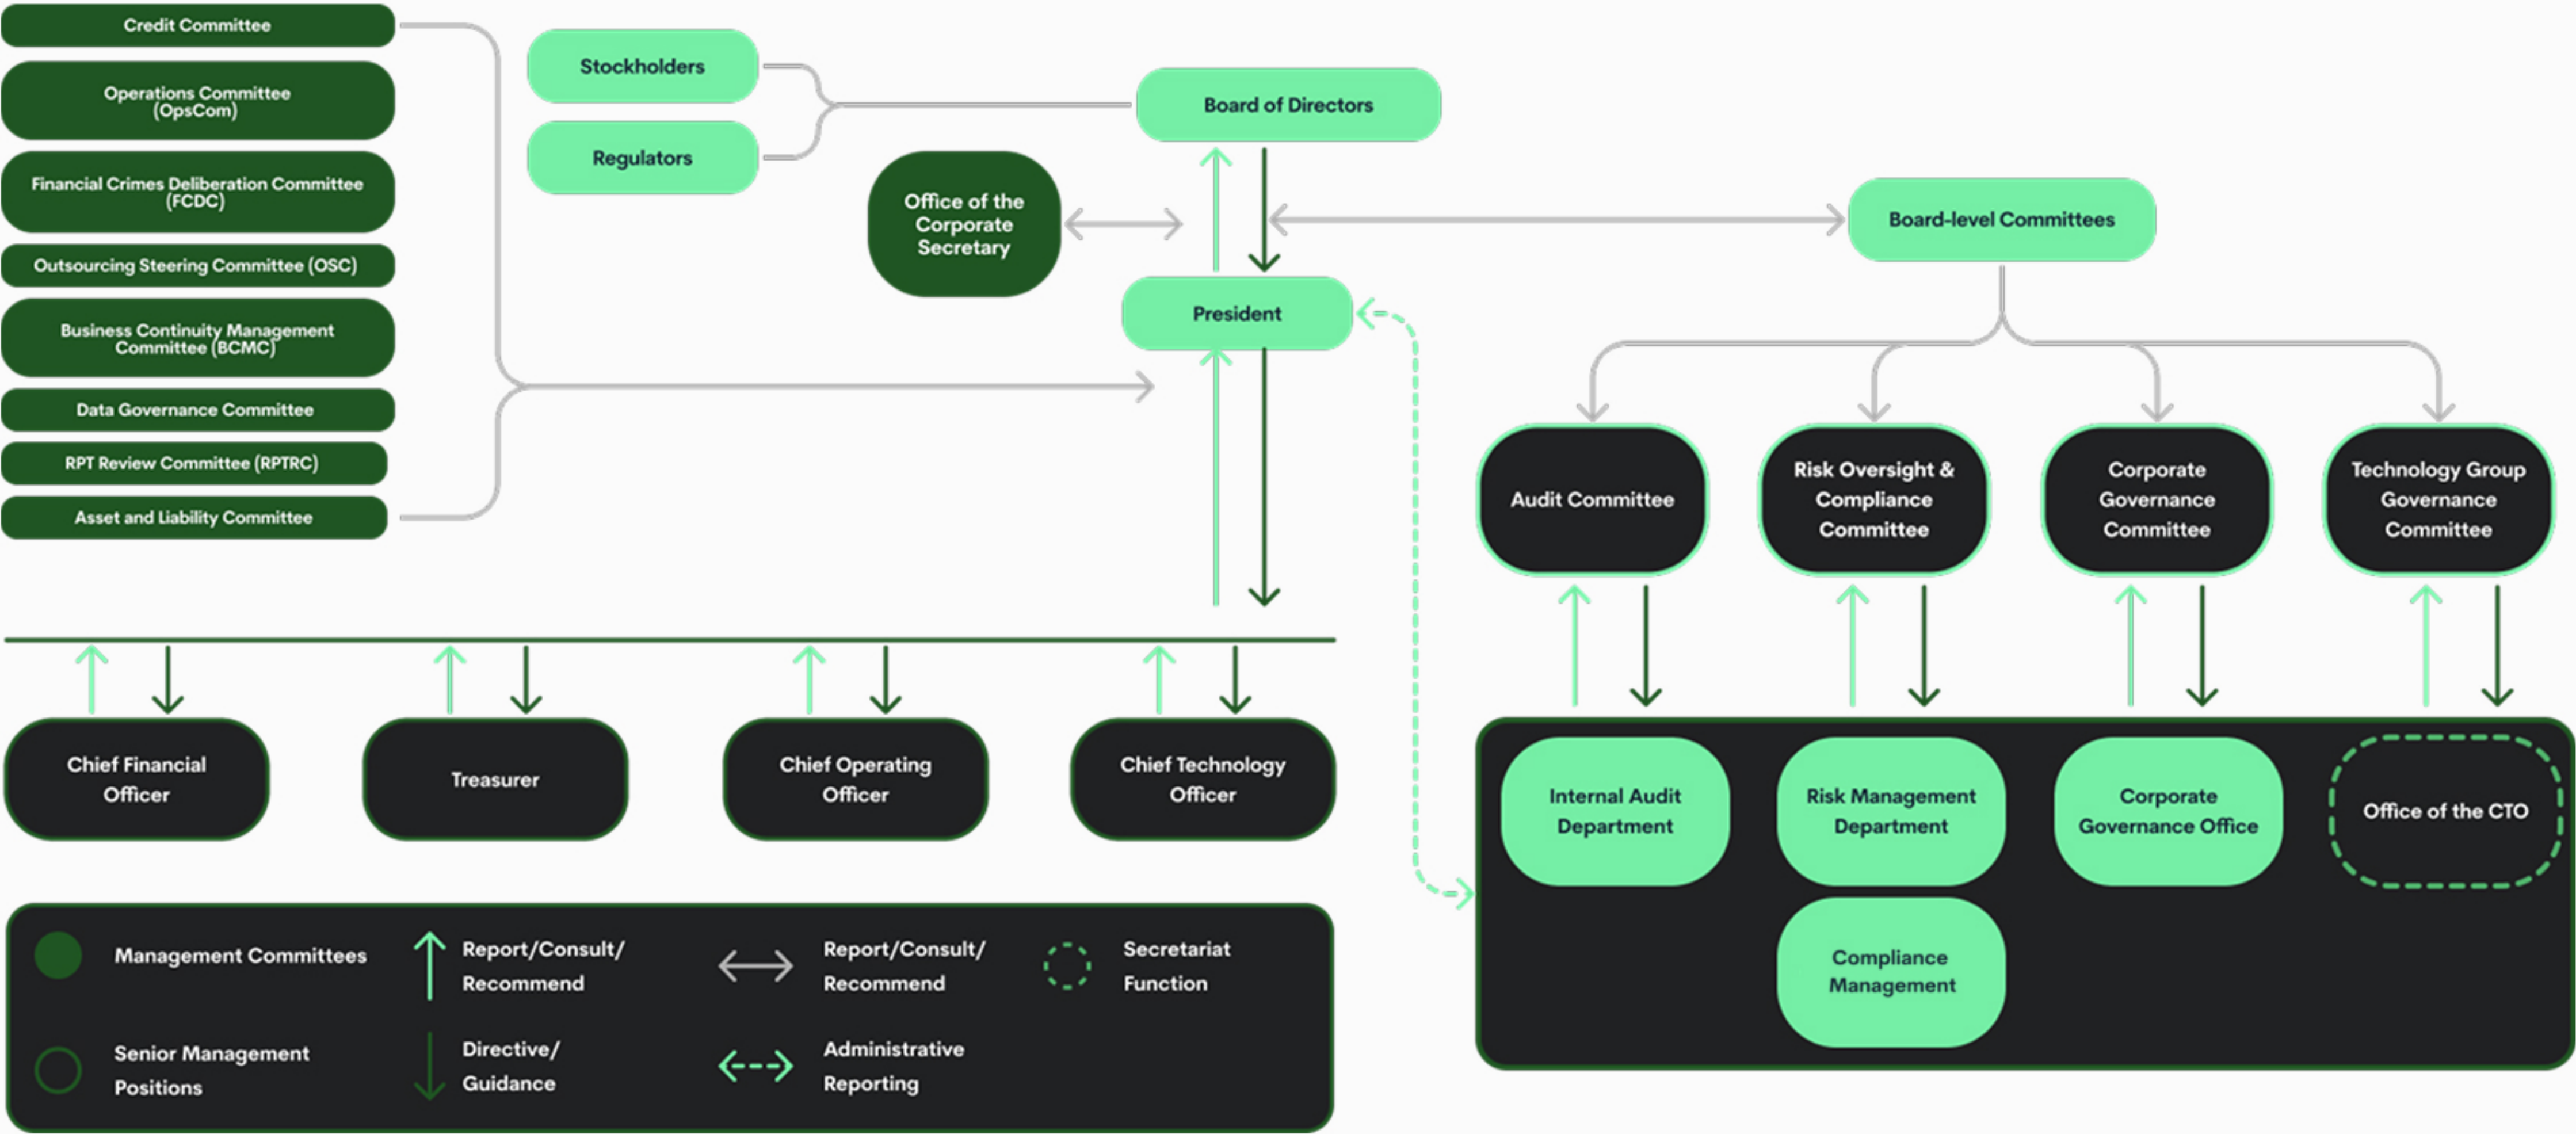 Credit Committee
Operations Committee
(OpsCom)
Financial Crimes Deliberation Committee
(FCDC)
Outsourcing Steering Committee (OSC)
Business Continuity Management
Committee (BCMC)
Data Governance Committee
RPT Review Committee (RPTRC)
Asset and Liability Committee
Stockholders
Regulators
Board of Directors
Office of the
Corporate
Secretary
President
Board-level Committees
Audit Committee
Risk Oversight &
Compliance
Committee
Corporate
Governance
Committee
Technology Group
Governance
Committee
Chief Financial
Officer
Treasurer
Chief Operating
Officer
Chief Technology
Officer
Internal Audit
Department
Risk Management
Department
Corporate
Governance Office
Office of the CTO
Compliance
Management
Management Committees
Report/Consult/
Recommend
Report/Consult/
Recommend
Secretariat
Function
Senior Management
Positions
Directive/
Guidance
Administrative
Reporting